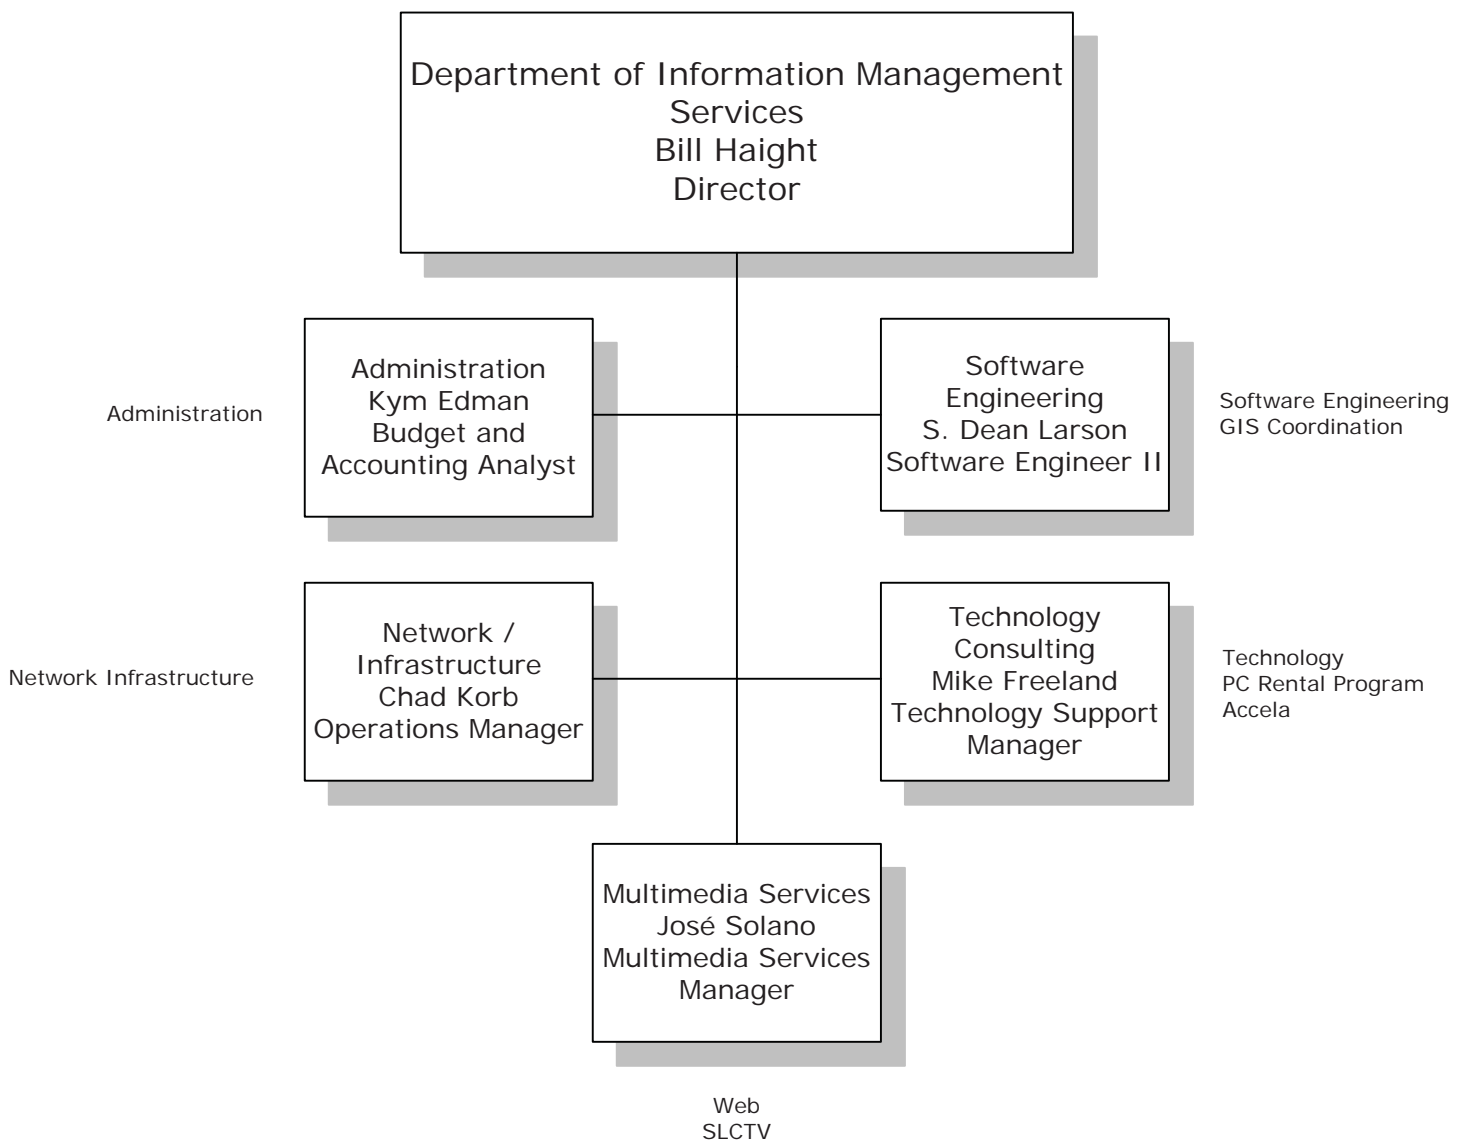 Department of Information Management
Services
Bill Haight
Director
Administration
Administration
Kym Edman
Budget and
Accounting Analyst
Software
Engineering
S. Dean Larson
Software Engineer II
Software Engineering
GIS Coordination
Network Infrastructure
Network /
Infrastructure
Chad Korb
Operations Manager
Technology
Consulting
Mike Freeland
Technology Support
Manager
Technology
PC Rental Program
Accela
Multimedia Services
José Solano
Multimedia Services
Manager
Web
SLCTV